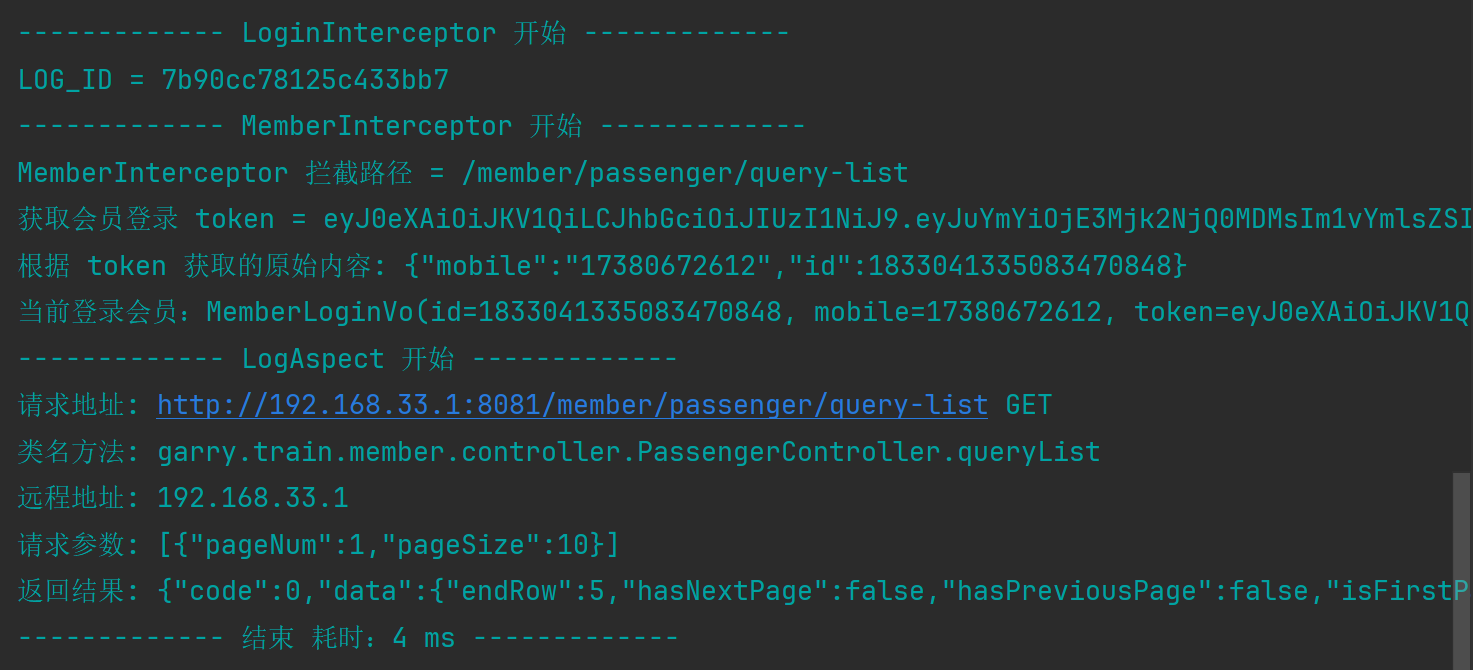 ------------- LoginInterceptor 开始 -------------
LOG_ID = 7b90cc78125c433bb7
------------- MemberInterceptor 开始 -------------
MemberInterceptor 拦截路径 = /member/passenger/query-list
获取会员登录 token = eyJ0eXAiOiJKV1QiLCJhbGciOiJIUzI1NiJ9.eyJuYmYiOjE3Mjk2NjQ0MDMsIm1vYmlsZSI
根据 token 获取的原始内容: {"mobile":"17380672612","id":1833041335083470848}
当前登录会员：MemberLoginVo(id=1833041335083470848, mobile=17380672612, token=eyJ0eXAiOiJKV1Q
------------- LogAspect 开始 -------------
请求地址: http://192.168.33.1:8081/member/passenger/query-list GET
类名方法: garry.train.member.controller.PassengerController.queryList
远程地址: 192.168.33.1
请求参数: [{"pageNum":1,"pageSize":10}]
返回结果: {"code":0,"data":{"endRow":5,"hasNextPage":false,"hasPreviousPage":false,"isFirstP
------------- 结束 耗时：4 ms -------------